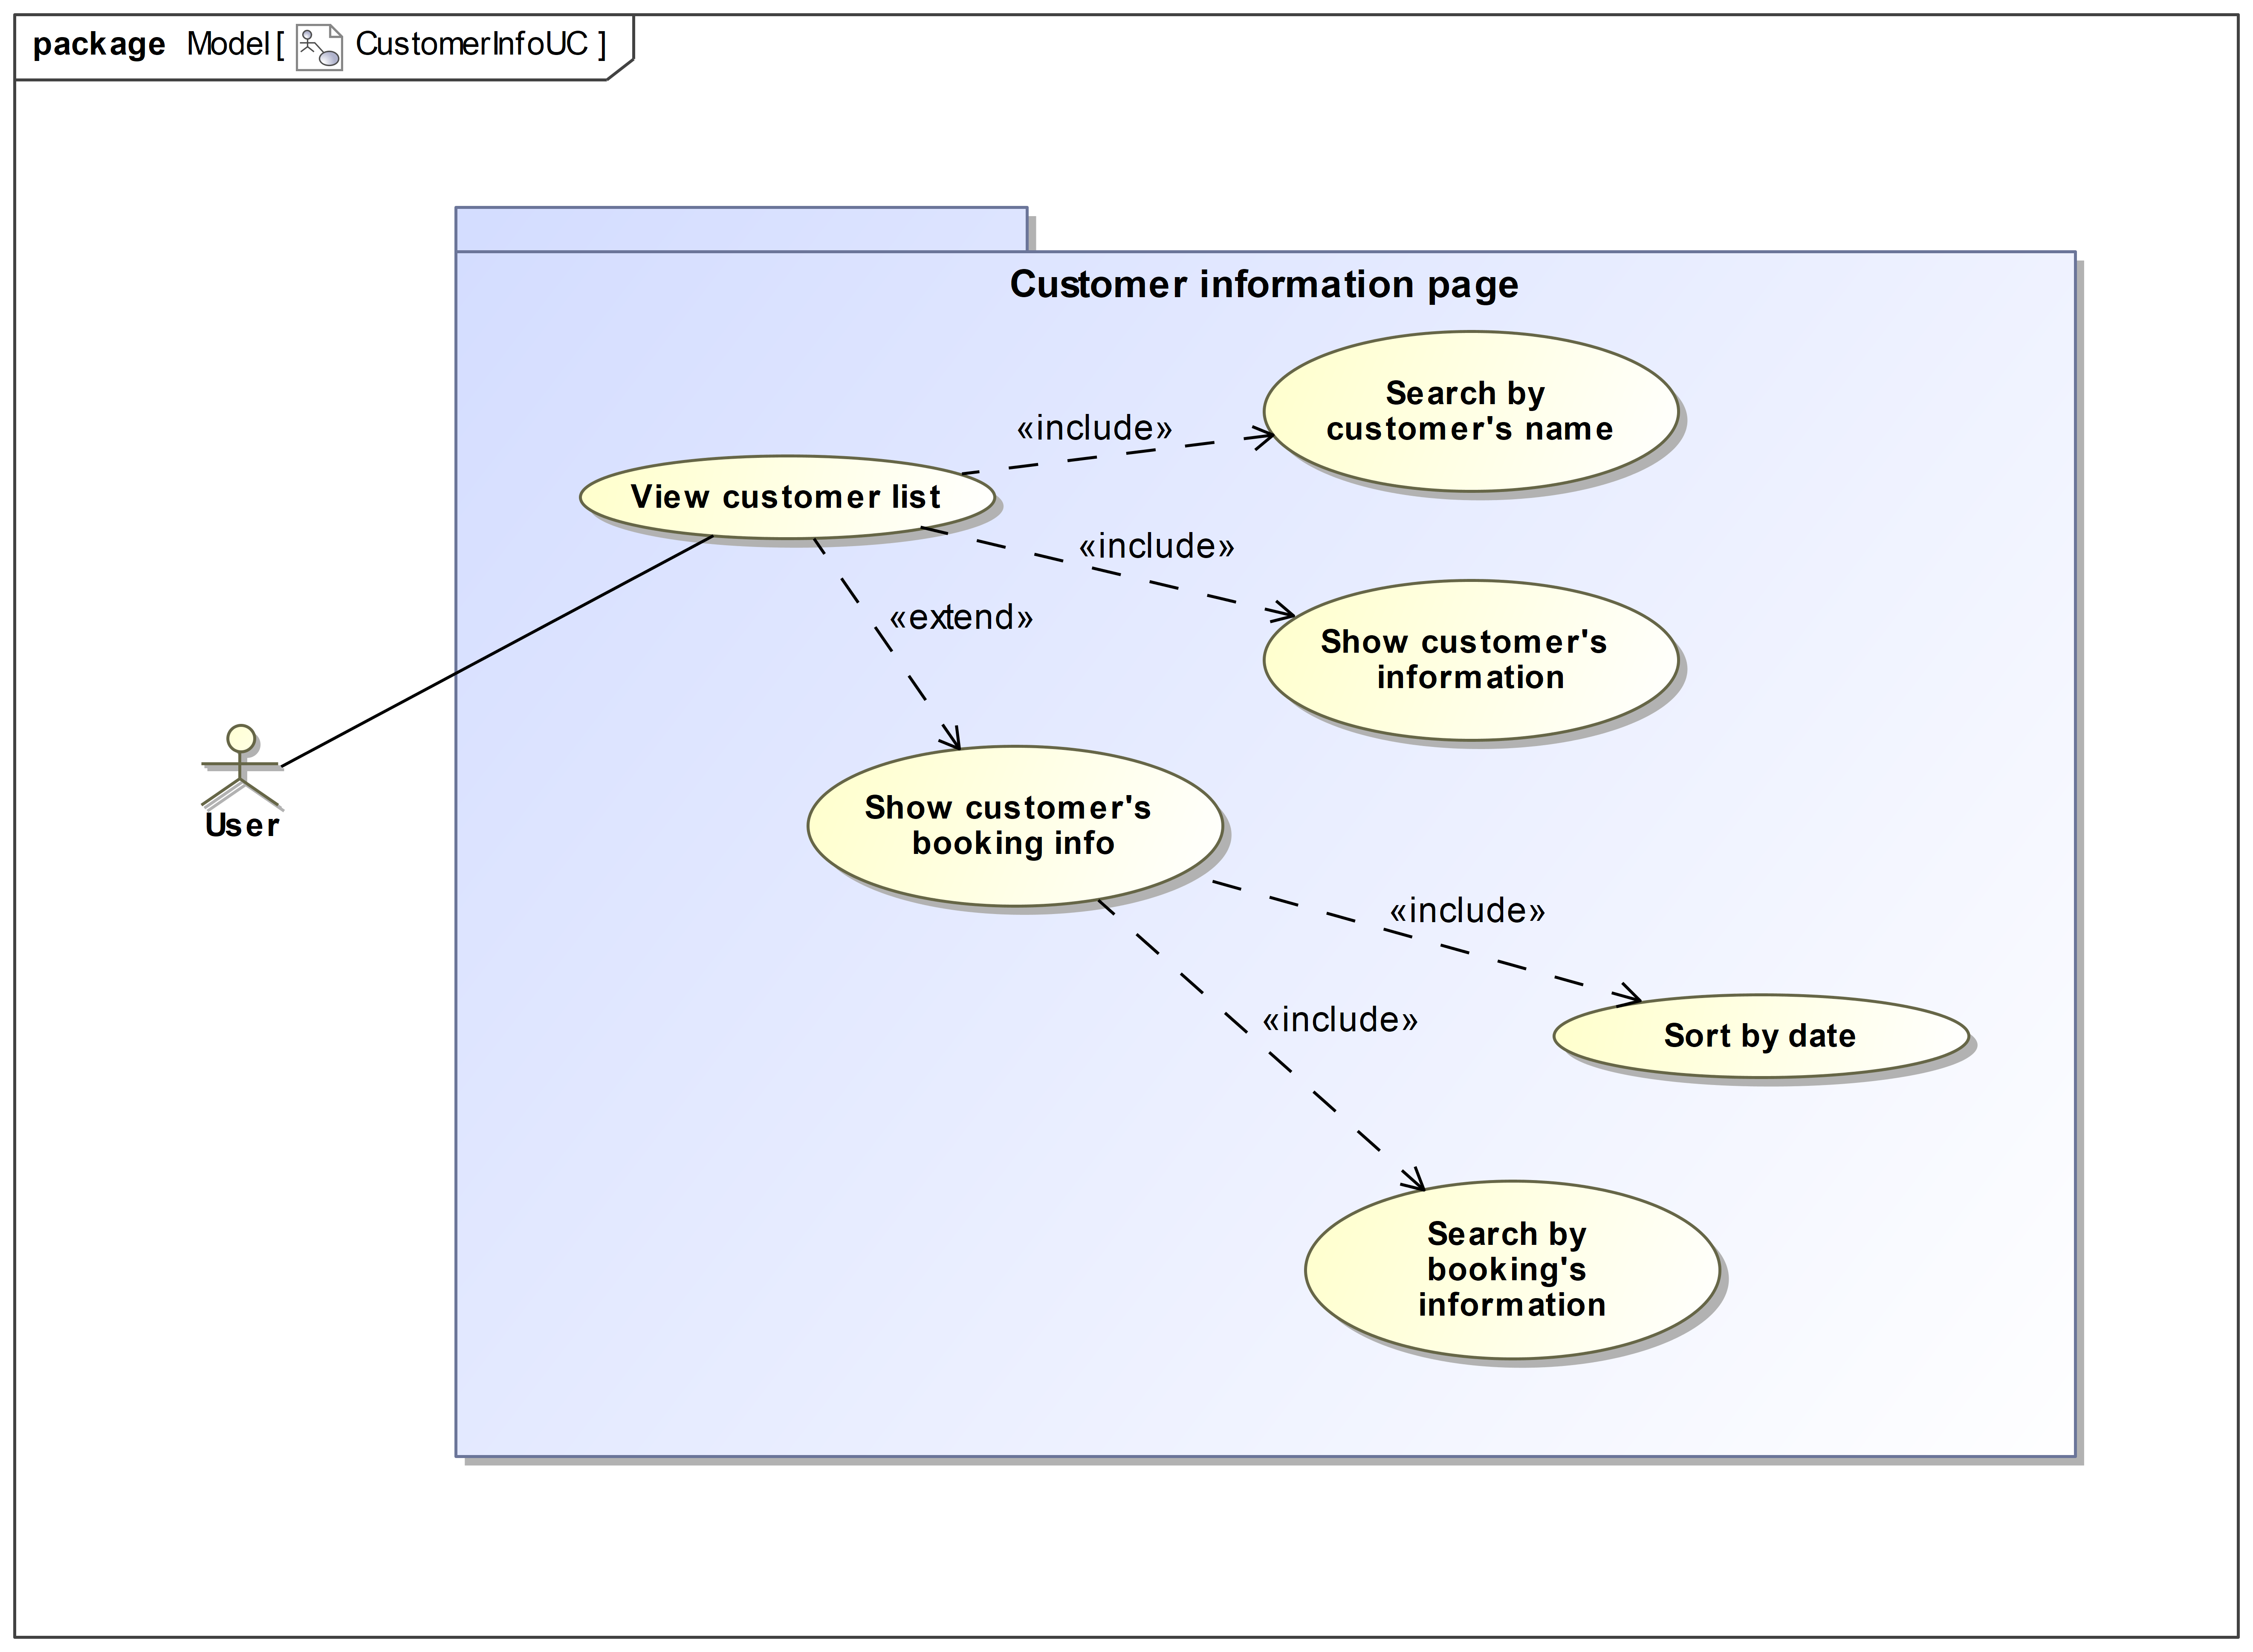 package Model[ CustomerInfoUC ]
Customer information page
Search by
customer's name
«include»
View customer list
«include»
«extend»
Show customer's
information
User
Show customer's
booking info
«include»
«include»
Sort by date
Search by
booking's
information